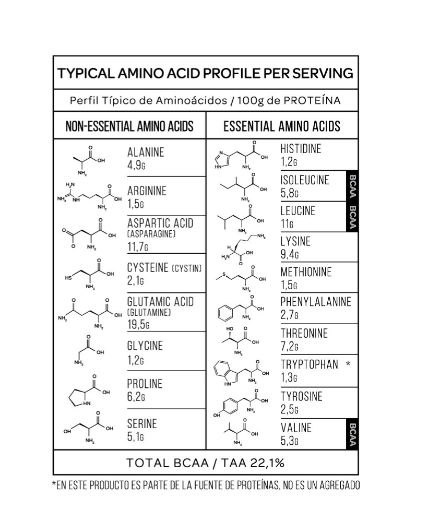 TYPICAL AMINO ACID PROFILE PER SERVING
Perfil Típico de Aminoácidos / 100g de PROTEÍNA
NON-ESSENTIAL AMINO ACIDS
ALANINE
4,9G
ARGININE
1,5G
ASPARTIC ACID
(ASPARAGINE)
11,7G
CYSTEINE (CYSTIN)
2,1G
GLUTAMIC ACID
(GLUTAMINE)
19,5G
GLYCINE
1,2G
PROLINE
6,2G
SERINE
5,1G
ESSENTIAL AMINO ACIDS
HISTIDINE
1,2G
ISOLEUCINE
5,8G
BCAA
LEUCINE
11G
BCAA
LYSINE
9,4G
METHIONINE
1,5G
PHENYLALANINE
2,7G
THREONINE
7,2G
TRYPTOPHAN *
1,3G
TYROSINE
2,5G
VALINE
5,3G
BCAA
TOTAL BCAA / TAA 22,1%
*EN ESTE PRODUCTO ES PARTE DE LA FUENTE DE PROTEÍNAS, NO ES UN AGREGADO